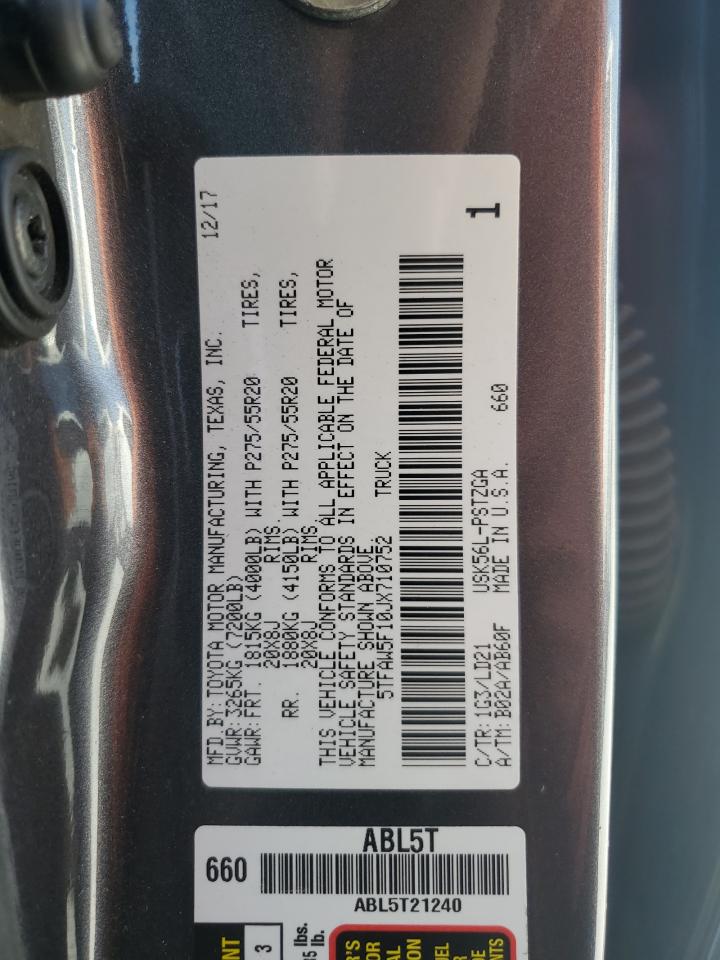 MFD.BY:TOYOTA MOTOR MANUFACTURING, TEXAS, INC. 12/17
GVWR:3265KG (7200LB)
GAWR:FRT. 1815KG (4000LB) WITH P275/55R20 TIRES,
20X8J RIMS.
RR. 1880KG (4150LB) WITH P275/55R20 TIRES,
20X8J RIMS.
THIS VEHICLE CONFORMS TO ALL APPLICABLE FEDERAL MOTOR
VEHICLE SAFETY STANDARDS IN EFFECT ON THE DATE OF
MANUFACTURE SHOWN ABOVE.
5TFAW5F10JX710752 TRUCK
C/TR:1G3/LD21 USK56L-PSTZGA 660
A/TM:B02A/AB60F MADE IN U.S.A.
1
ABL5T
660
ABL5T21240
3
lbs.
lb.